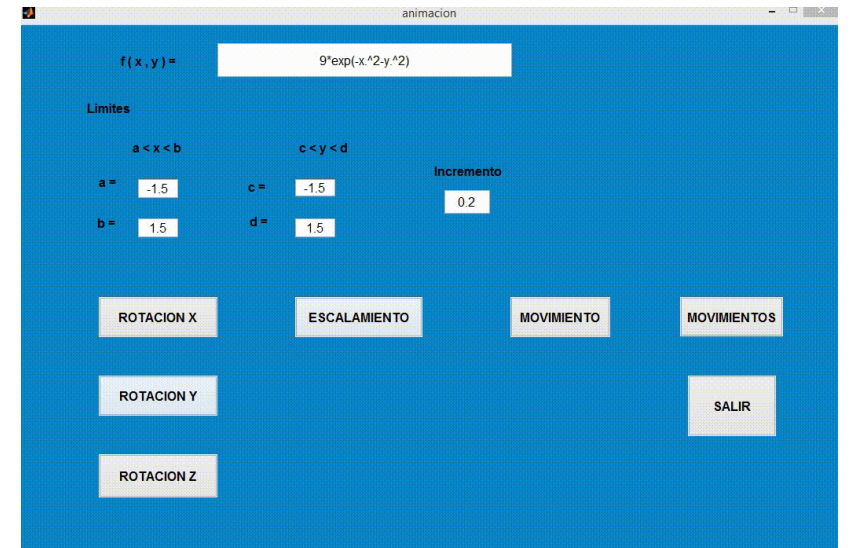 animacion
f ( x , y ) = 9*exp(-x.^2-y.^2)
Limites
a < x < b c < y < d
Incremento
a = -1.5 c = -1.5
0.2
b = 1.5 d = 1.5
ROTACION X ESCALAMIENTO MOVIMIENTO MOVIMIENTOS
ROTACION Y
SALIR
ROTACION Z